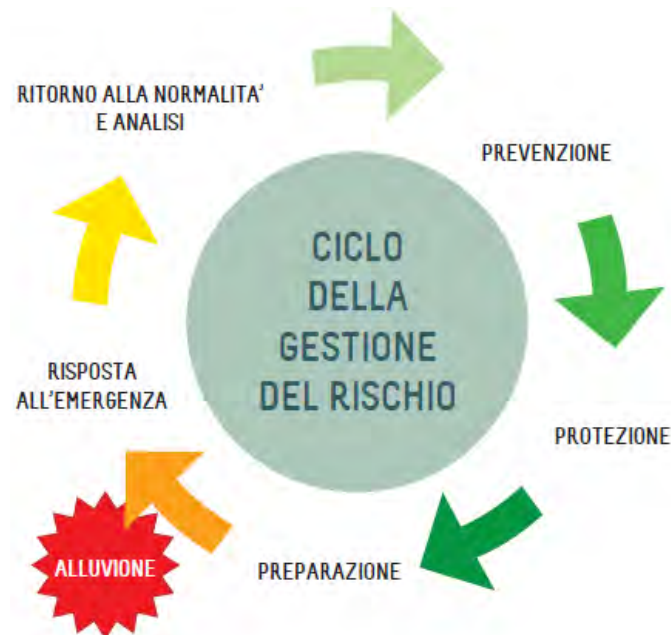 RITORNO ALLA NORMALITA'
E ANALISI
PREVENZIONE
CICLO
DELLA
GESTIONE
DEL RISCHIO
RISPOSTA
ALL'EMERGENZA
PROTEZIONE
ALLUVIONE
PREPARAZIONE